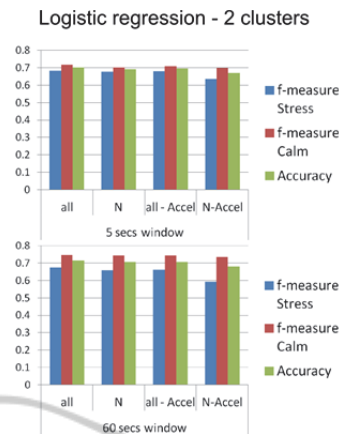 Logistic regression - 2 clusters
0.8
0.7
0.6
0.5
0.4
0.3
0.2
0.1
0
all
N
all - Accel
N-Accel
5 secs window
f-measure
Stress
f-measure
Calm
Accuracy
0.8
0.7
0.6
0.5
0.4
0.3
0.2
0.1
0
all
N
all - Accel
N-Accel
60 secs window
f-measure
Stress
f-measure
Calm
Accuracy